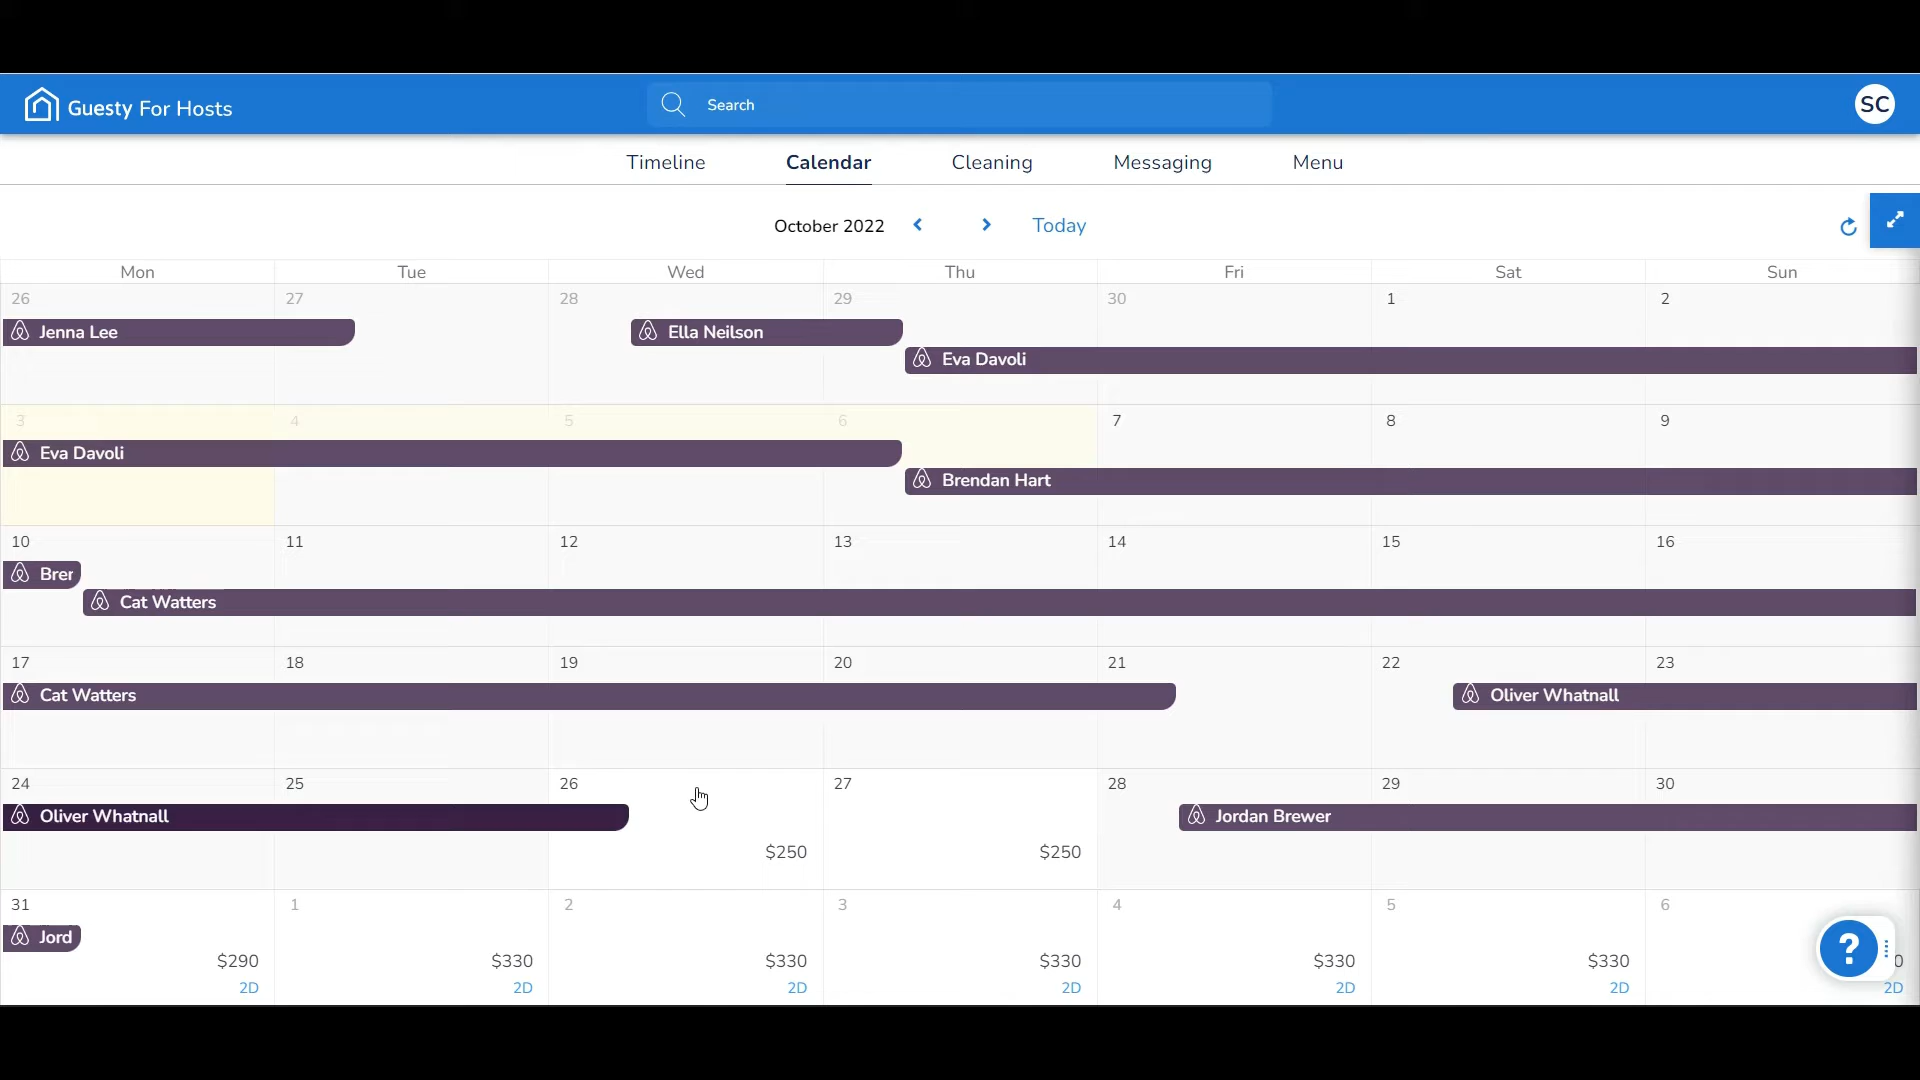 Guesty For Hosts
Search
SC
Timeline
Calendar
Cleaning
Messaging
Menu
October 2022
Today
Mon Tue Wed Thu Fri Sat Sun
26 27 28 29 30 1 2
Jenna Lee
Ella Neilson
Eva Davoli
3 4 5 6 7 8 9
Eva Davoli
Brendan Hart
10 11 12 13 14 15 16
Brer
Cat Watters
17 18 19 20 21 22 23
Cat Watters
Oliver Whatnall
24 25 26 27 28 29 30
Oliver Whatnall
Jordan Brewer
$250 $250
31 1 2 3 4 5 6
Jord
?
$290 $330 $330 $330 $330 $330 0
2D 2D 2D 2D 2D 2D 2D